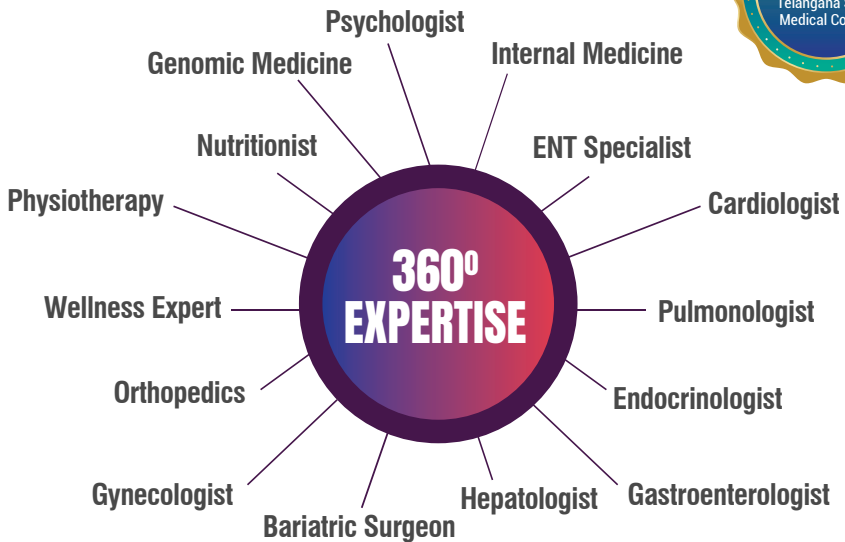 Telangana
Medical
Psychologist
Internal Medicine
Genomic Medicine
Nutritionist
ENT Specialist
Physiotherapy
Cardiologist
360⁰
EXPERTISE
Wellness Expert
Pulmonologist
Orthopedics
Endocrinologist
Gynecologist
Hepatologist
Gastroenterologist
Bariatric Surgeon